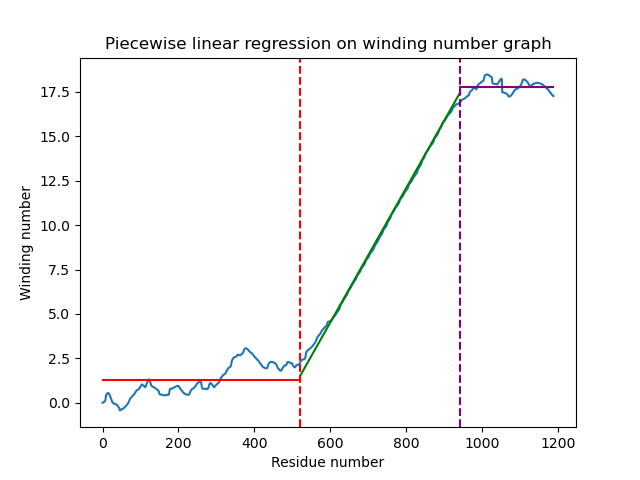 Piecewise linear regression on winding number graph
17.5
15.0
12.5
10.0
7.5
5.0
2.5
0.0
Winding number
0 200 400 600 800 1000 1200
Residue number